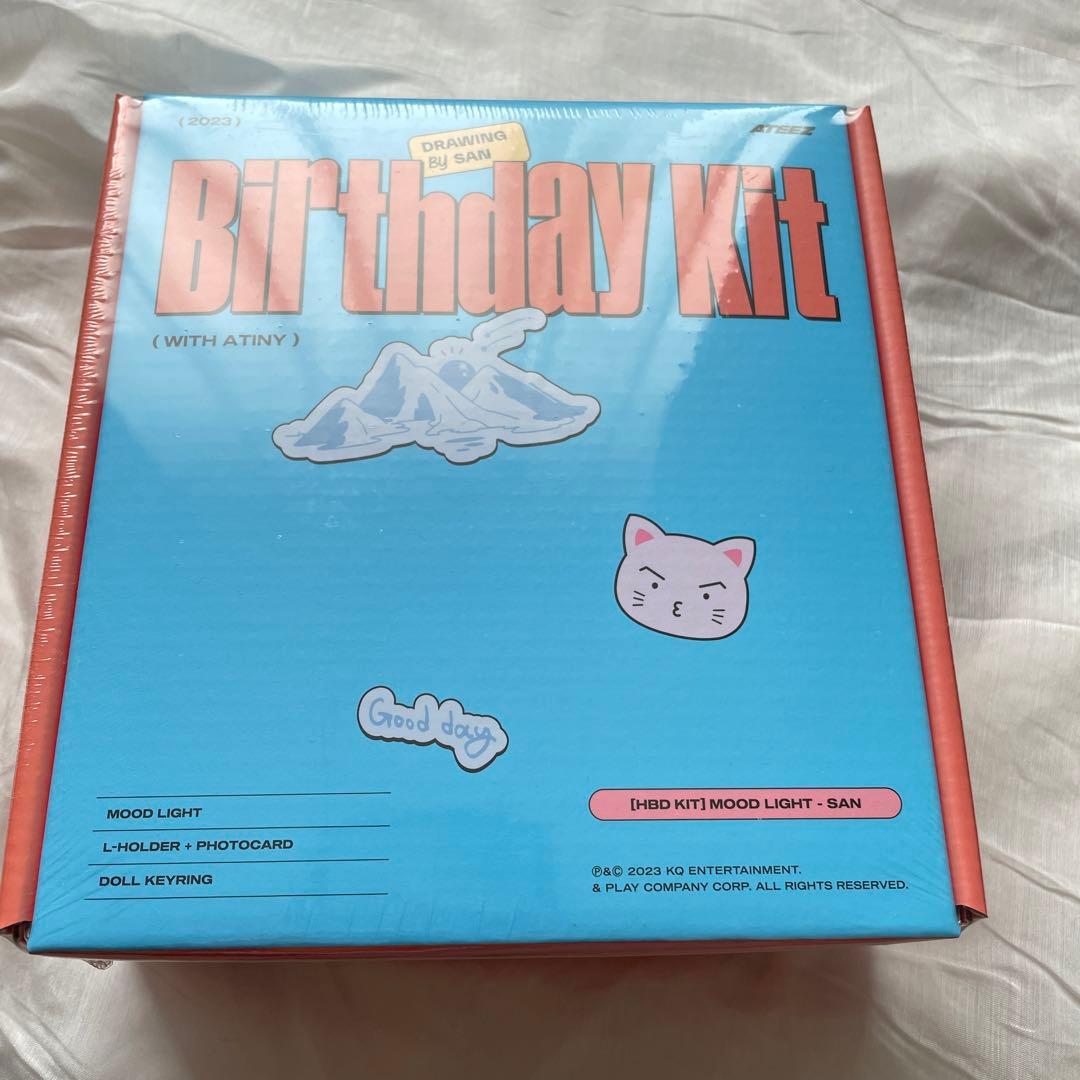 ( 2023 )
ATEEZ
DRAWING
By SAN
Birthday Kit
( WITH ATINY )
Good day
MOOD LIGHT
L-HOLDER + PHOTOCARD
DOLL KEYRING
[HBD KIT] MOOD LIGHT - SAN
℗&© 2023 KQ ENTERTAINMENT.
& PLAY COMPANY CORP. ALL RIGHTS RESERVED.